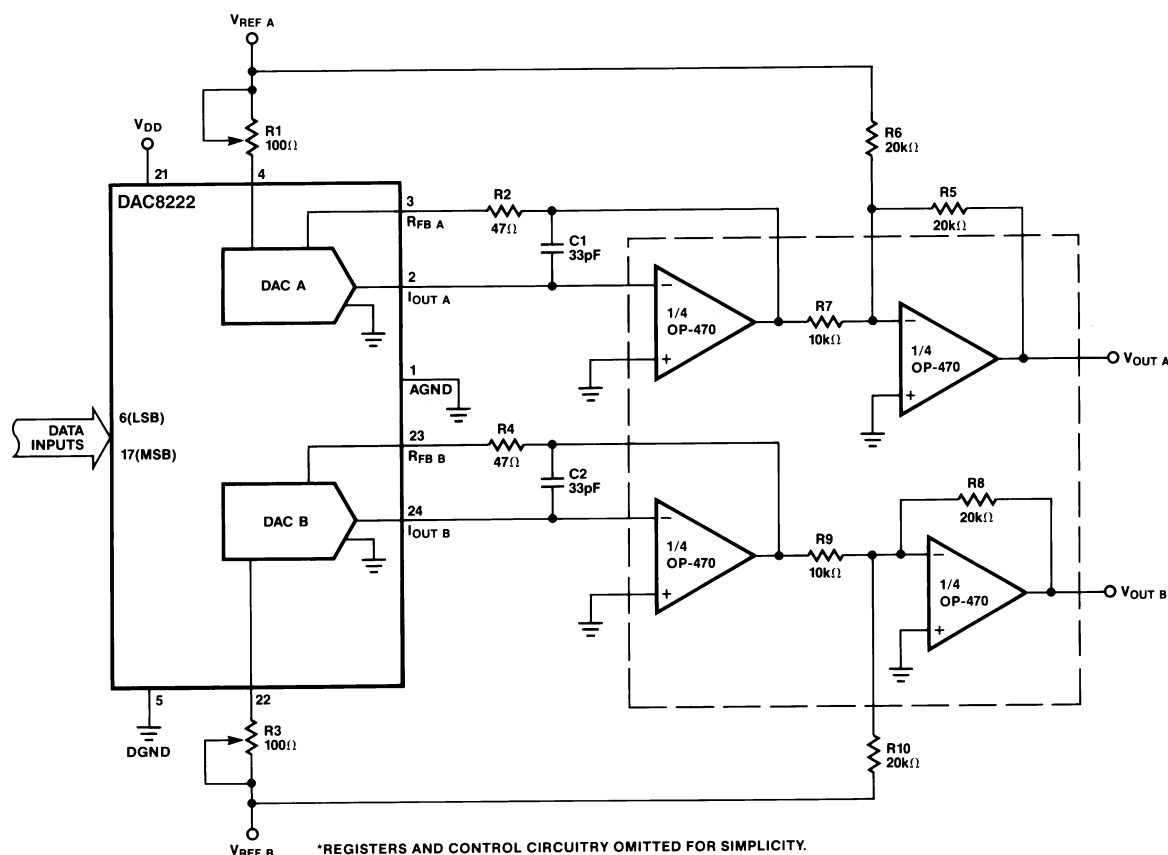 VREF A
VDD
R1
100Ω
21
4
DAC8222
R6
20kΩ
3
RFB A
R2
47Ω
R5
20kΩ
C1
33pF
DAC A
2
IOUT A
−
1/4
OP-470
+
R7
10kΩ
−
1/4
OP-470
+
VOUT A
1
AGND
DATA
INPUTS
6(LSB)
17(MSB)
23
RFB B
R4
47Ω
C2
33pF
DAC B
24
IOUT B
−
1/4
OP-470
+
R9
10kΩ
R8
20kΩ
−
1/4
OP-470
+
VOUT B
5
DGND
22
R3
100Ω
R10
20kΩ
VREF B
*REGISTERS AND CONTROL CIRCUITRY OMITTED FOR SIMPLICITY.